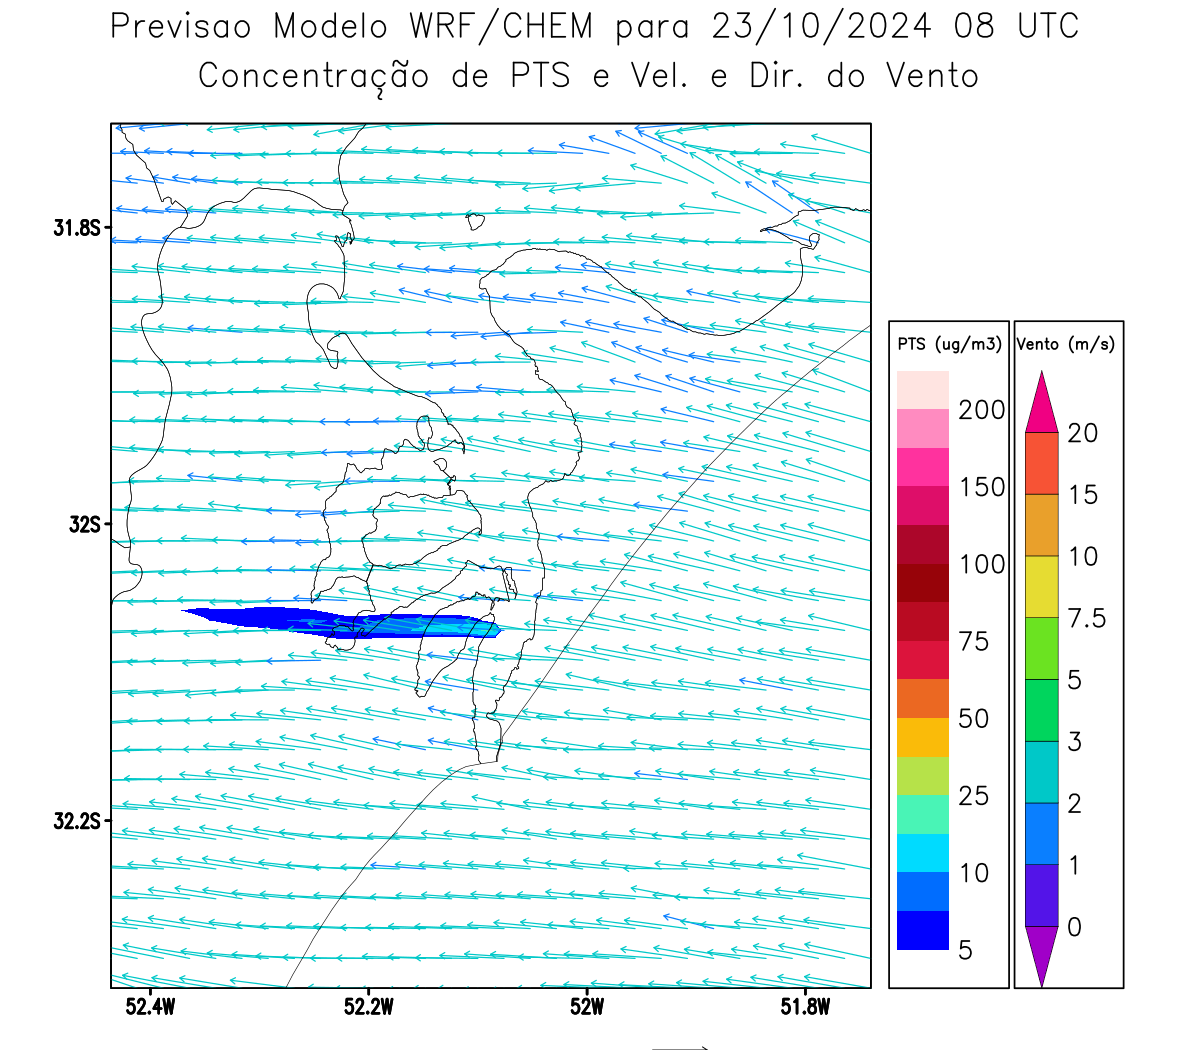 Previsao Modelo WRF/CHEM para 23/10/2024 08 UTC
Concentração de PTS e Vel. e Dir. do Vento
31.8S
32S
32.2S
52.4W 52.2W 52W 51.8W
PTS (ug/m3)
200
150
100
75
50
25
10
5
Vento (m/s)
20
15
10
7.5
5
3
2
1
0